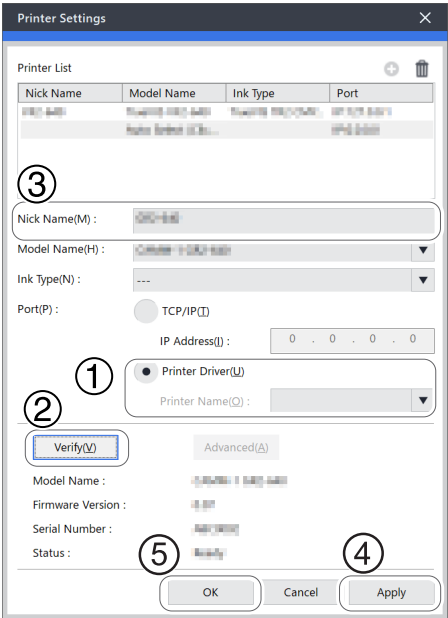 Printer Settings
Printer List
Nick Name Model Name Ink Type Port
③
Nick Name(M) :
Model Name(H) :
Ink Type(N) : ---
Port(P) : TCP/IP(T)
IP Address(I) : 0 . 0 . 0 . 0
① Printer Driver(U)
Printer Name(O) :
②
Verify(V) Advanced(A)
Model Name :
Firmware Version :
Serial Number :
Status :
⑤ ④
OK Cancel Apply